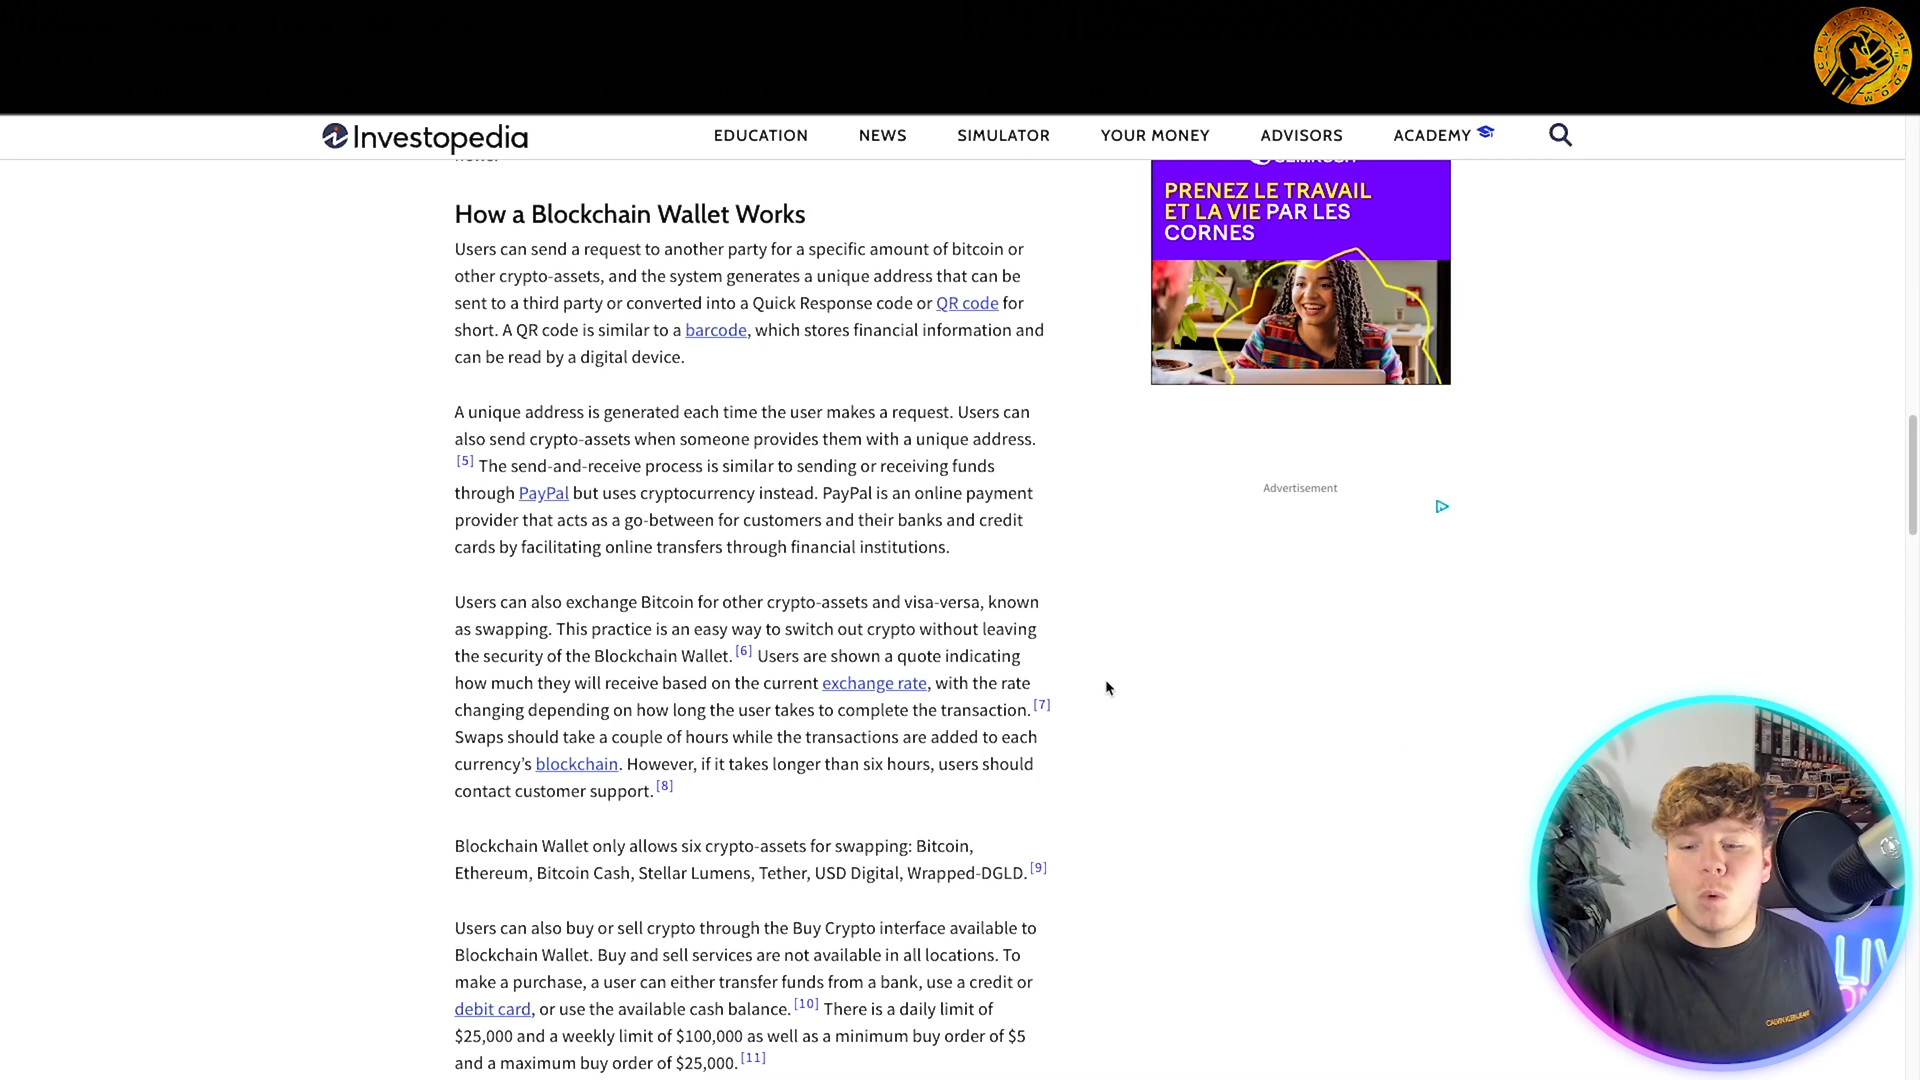 CRYPTO FREEDOM
Investopedia
EDUCATION
NEWS
SIMULATOR
YOUR MONEY
ADVISORS
ACADEMY
How a Blockchain Wallet Works
Users can send a request to another party for a specific amount of bitcoin or
other crypto-assets, and the system generates a unique address that can be
sent to a third party or converted into a Quick Response code or QR code for
short. A QR code is similar to a barcode, which stores financial information and
can be read by a digital device.
A unique address is generated each time the user makes a request. Users can
also send crypto-assets when someone provides them with a unique address.
[5] The send-and-receive process is similar to sending or receiving funds
through PayPal but uses cryptocurrency instead. PayPal is an online payment
provider that acts as a go-between for customers and their banks and credit
cards by facilitating online transfers through financial institutions.
Users can also exchange Bitcoin for other crypto-assets and visa-versa, known
as swapping. This practice is an easy way to switch out crypto without leaving
the security of the Blockchain Wallet. [6] Users are shown a quote indicating
how much they will receive based on the current exchange rate, with the rate
changing depending on how long the user takes to complete the transaction. [7]
Swaps should take a couple of hours while the transactions are added to each
currency’s blockchain. However, if it takes longer than six hours, users should
contact customer support. [8]
Blockchain Wallet only allows six crypto-assets for swapping: Bitcoin,
Ethereum, Bitcoin Cash, Stellar Lumens, Tether, USD Digital, Wrapped-DGLD. [9]
Users can also buy or sell crypto through the Buy Crypto interface available to
Blockchain Wallet. Buy and sell services are not available in all locations. To
make a purchase, a user can either transfer funds from a bank, use a credit or
debit card, or use the available cash balance. [10] There is a daily limit of
$25,000 and a weekly limit of $100,000 as well as a minimum buy order of $5
and a maximum buy order of $25,000. [11]
PRENEZ LE TRAVAIL
ET LA VIE PAR LES
CORNES
Advertisement
LIV
CALVIN KLEIN JEANS